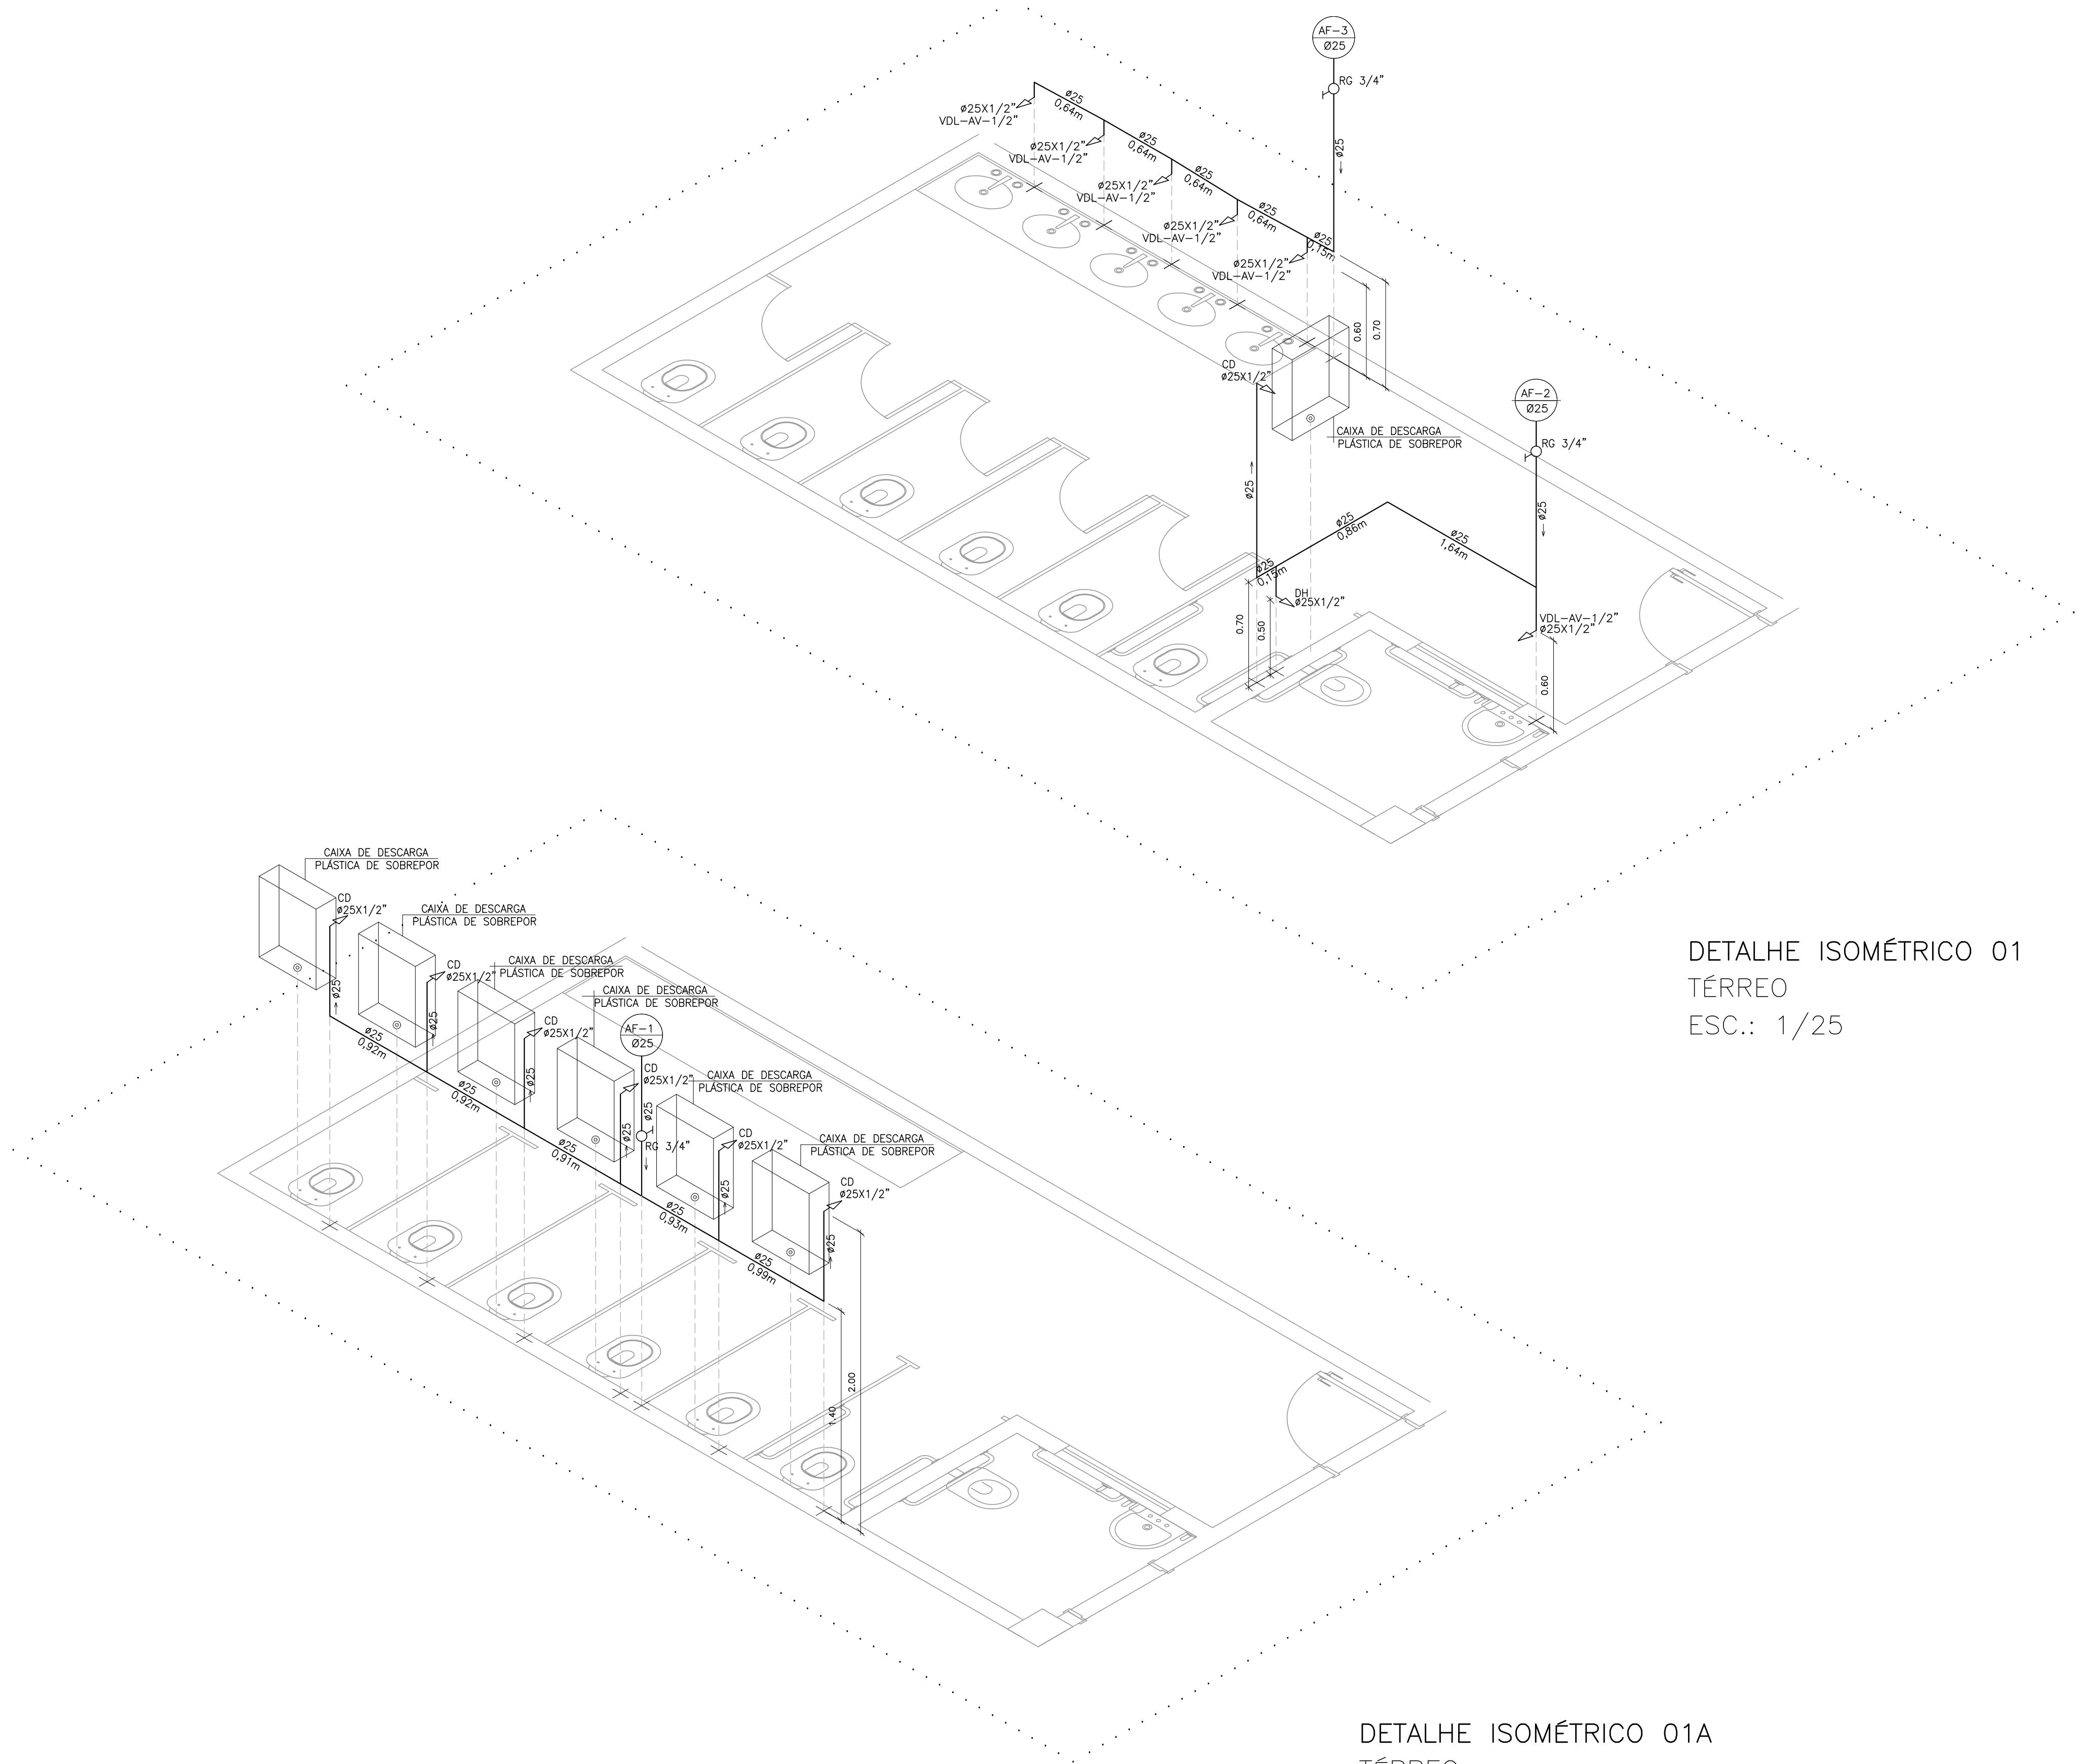 AF-3
Ø25
RG 3/4"
ø25
ø25
0,64m
ø25X1/2"
VDL-AV-1/2"
ø25
0,64m
ø25X1/2"
VDL-AV-1/2"
ø25
0,64m
ø25X1/2"
VDL-AV-1/2"
ø25
0,64m
ø25X1/2"
VDL-AV-1/2"
ø25
0,15m
ø25X1/2"
VDL-AV-1/2"
0.60
0.70
CD
ø25X1/2"
CAIXA DE DESCARGA
PLÁSTICA DE SOBREPOR
AF-2
Ø25
RG 3/4"
ø25
ø25
ø25
0,86m
ø25
1,64m
ø25
0,15m
DH
ø25X1/2"
0.70
0.50
VDL-AV-1/2"
ø25X1/2"
0.60
DETALHE ISOMÉTRICO 01
TÉRREO
ESC.: 1/25
CAIXA DE DESCARGA
PLÁSTICA DE SOBREPOR
CD
ø25X1/2"
CAIXA DE DESCARGA
PLÁSTICA DE SOBREPOR
CD
ø25X1/2"
CAIXA DE DESCARGA
PLÁSTICA DE SOBREPOR
CD
ø25X1/2"
CAIXA DE DESCARGA
PLÁSTICA DE SOBREPOR
AF-1
Ø25
CD
ø25X1/2"
CAIXA DE DESCARGA
PLÁSTICA DE SOBREPOR
CD
ø25X1/2"
CAIXA DE DESCARGA
PLÁSTICA DE SOBREPOR
CD
ø25X1/2"
ø25
ø25
ø25
ø25
ø25
RG 3/4"
ø25
ø25
ø25
0,92m
ø25
0,92m
ø25
0,91m
ø25
0,93m
ø25
0,99m
2.00
1.40
DETALHE ISOMÉTRICO 01A
TÉRREO